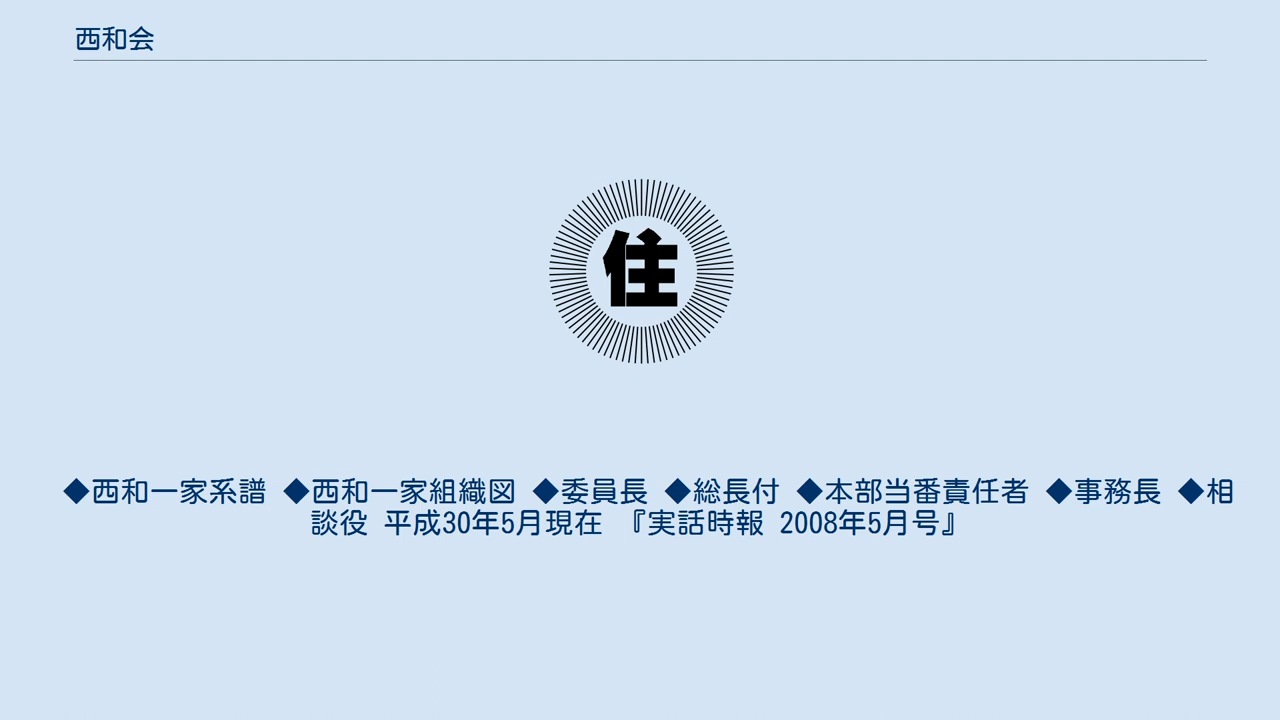 西和会
住
◆西和一家系譜 ◆西和一家組織図 ◆委員長 ◆総長付 ◆本部当番責任者 ◆事務長 ◆相
談役 平成30年5月現在 『実話時報 2008年5月号』